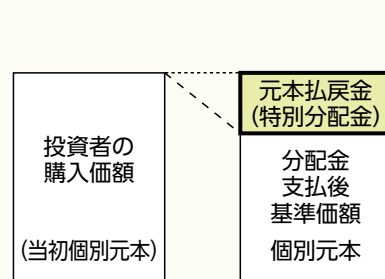 投資者の
購入価額
(当初個別元本)
元本払戻金
(特別分配金)
分配金
支払後
基準価額
個別元本